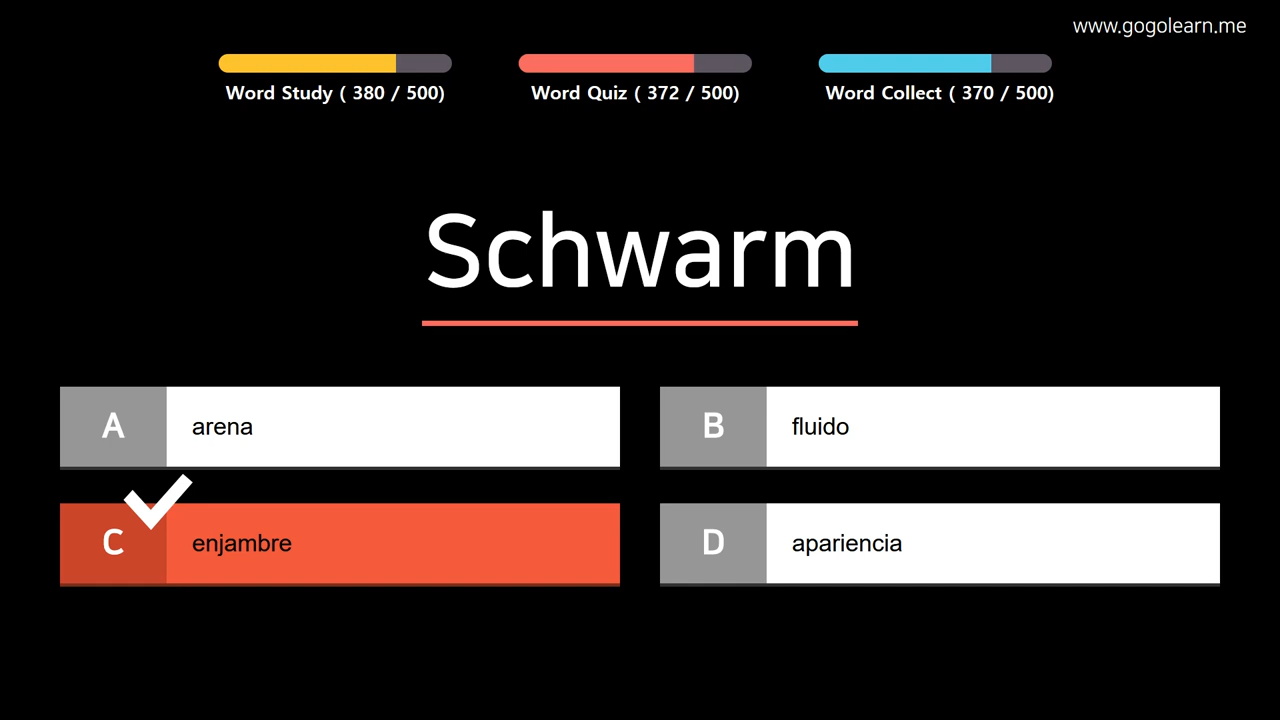 www.gogolearn.me
Word Study ( 380 / 500)
Word Quiz ( 372 / 500)
Word Collect ( 370 / 500)
Schwarm
A
arena
B
fluido
C
enjambre
D
apariencia